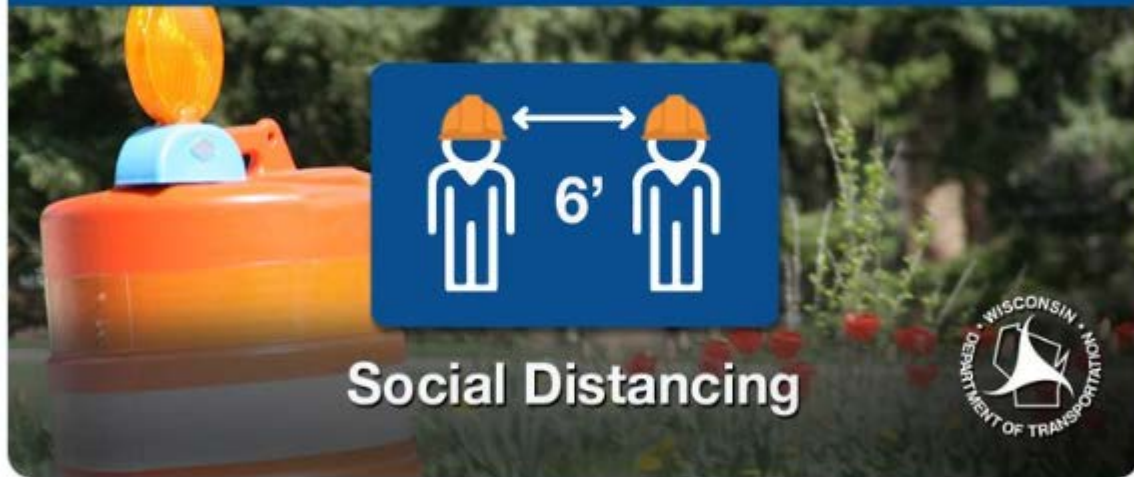 6’
Social Distancing
WISCONSIN
DEPARTMENT OF TRANSPORTATION